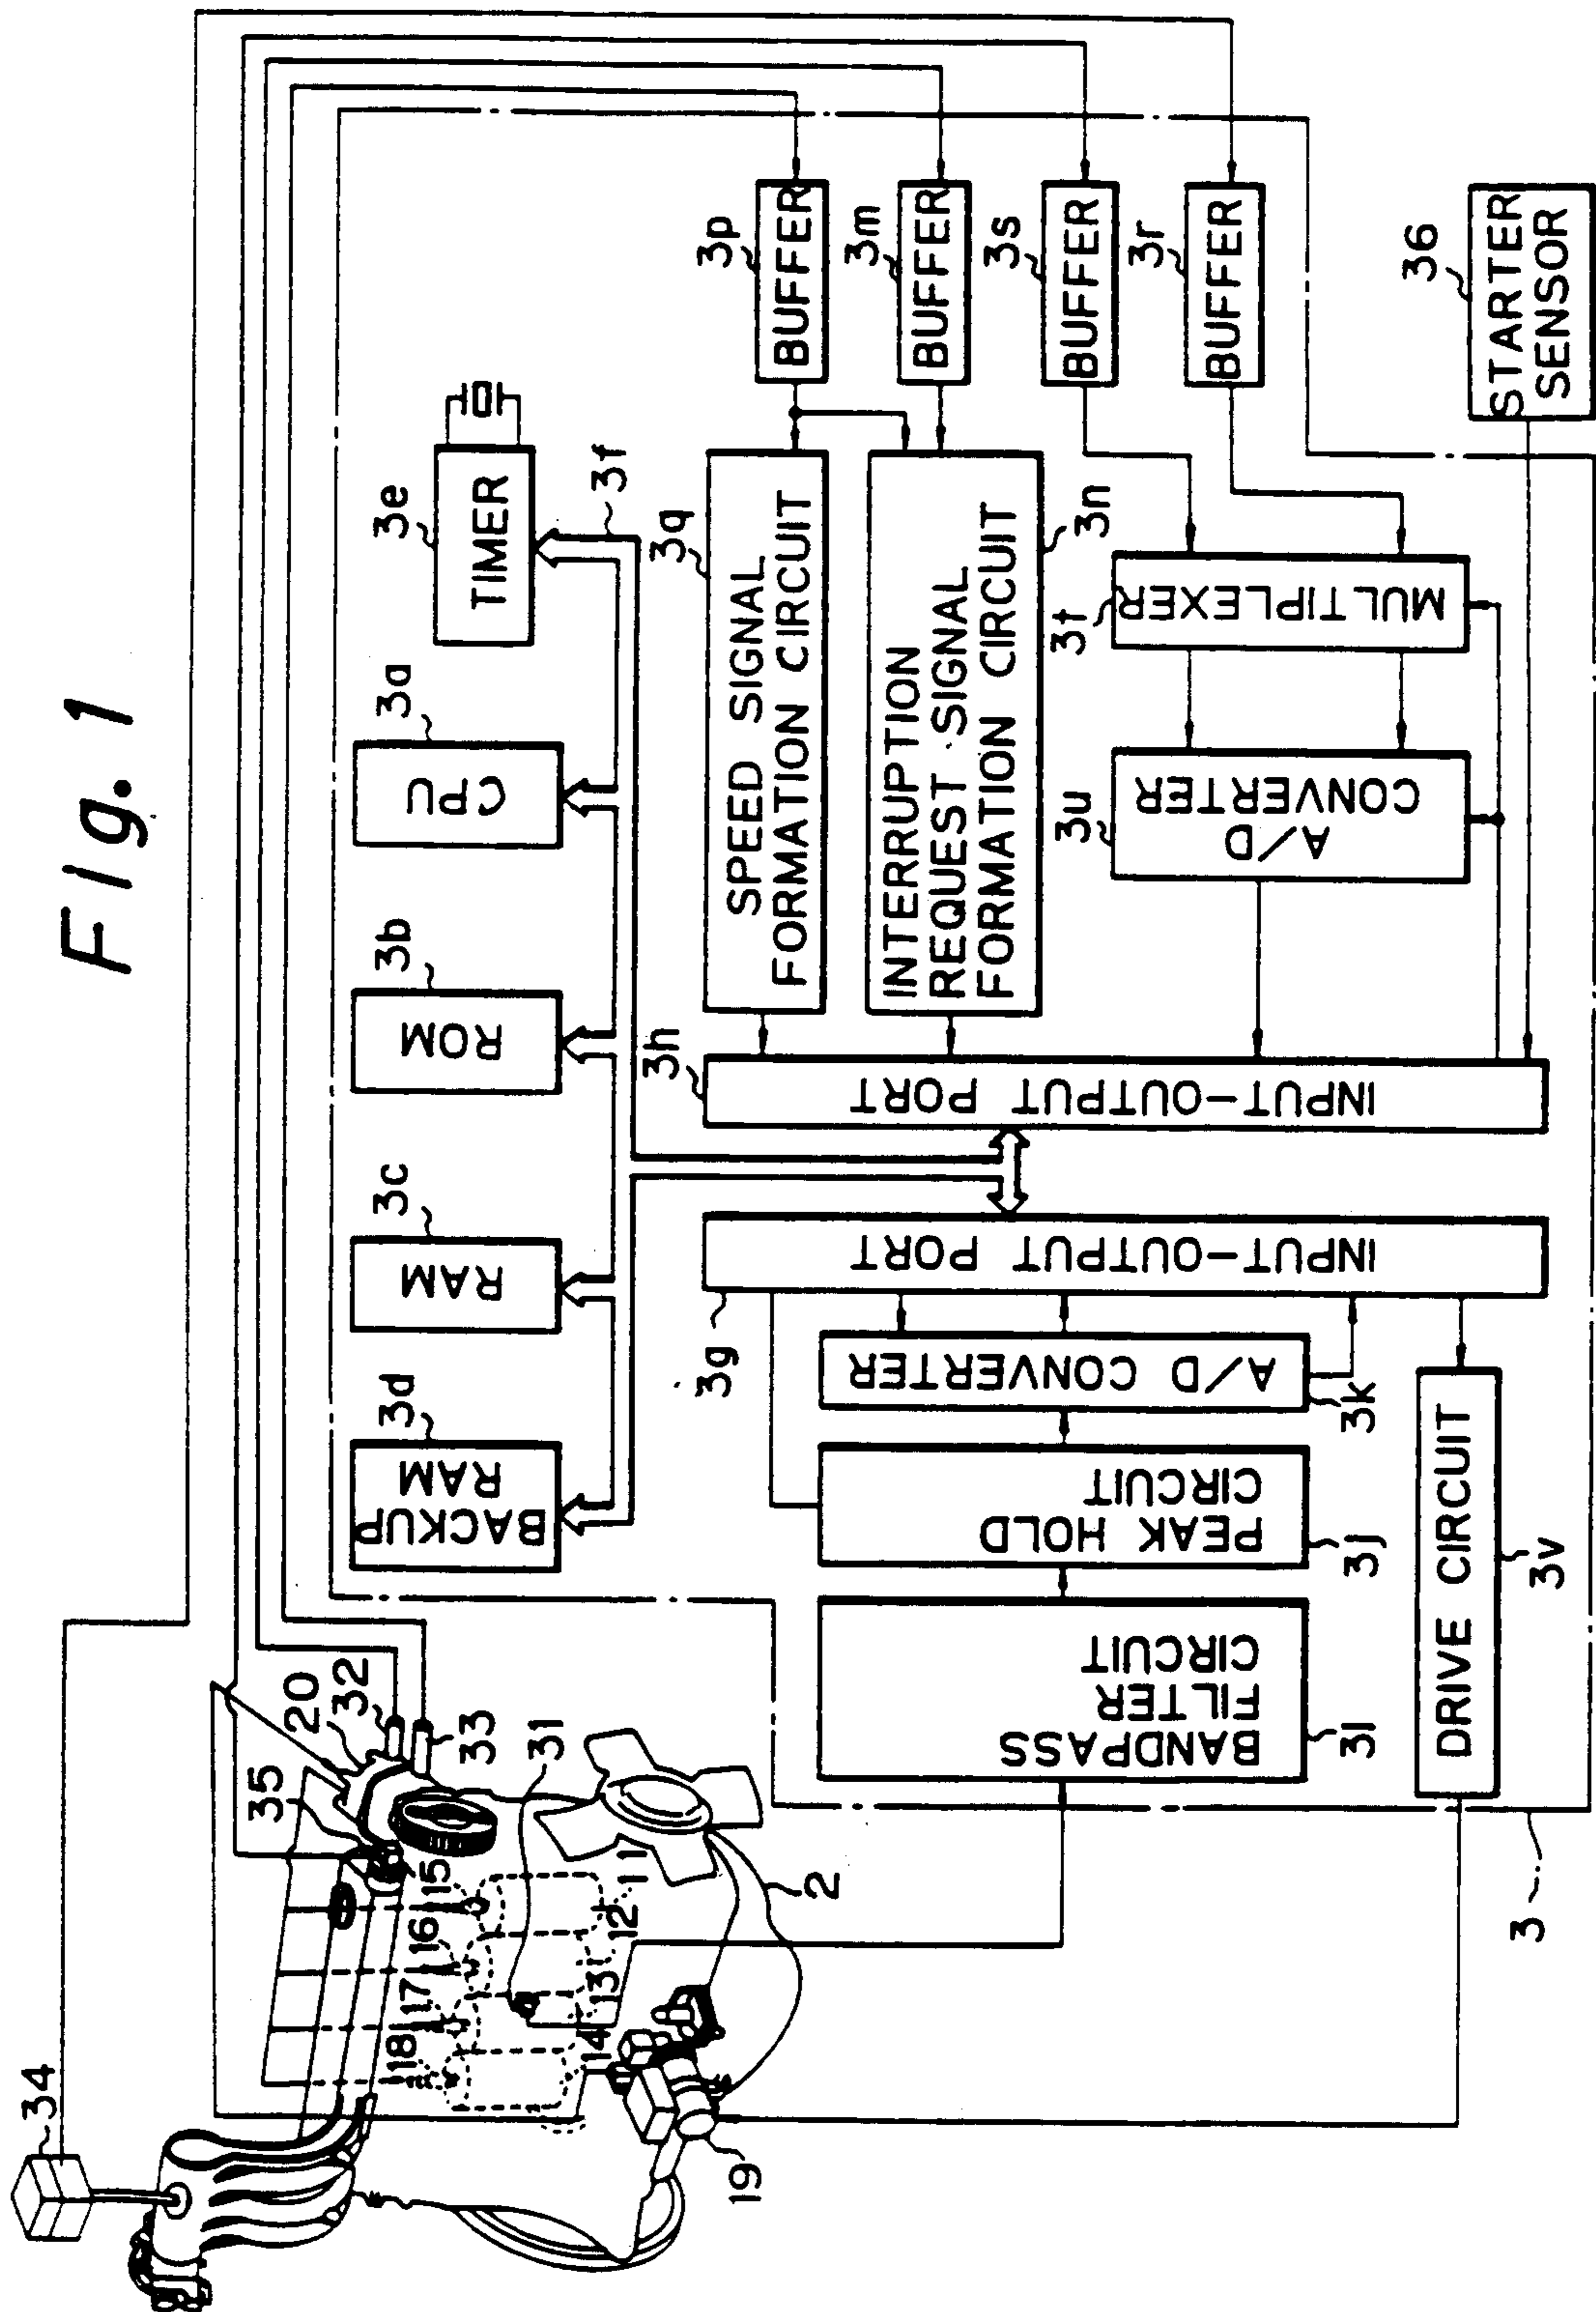 Fig. 1
34
35
20
32
33
31
15
16
17
18
11
12
13
14
2
19
3
3d
BACKUP
RAM
3c
RAM
3b
ROM
3a
CPU
3e
TIMER
3f
3g
INPUT-OUTPUT PORT
3h
INPUT-OUTPUT PORT
3q
SPEED SIGNAL
FORMATION CIRCUIT
3n
INTERRUPTION
REQUEST SIGNAL
FORMATION CIRCUIT
3p
BUFFER
3m
BUFFER
3s
BUFFER
3r
BUFFER
3t
MULTIPLEXER
3u
A/D
CONVERTER
36
STARTER
SENSOR
3k
A/D CONVERTER
3j
PEAK HOLD
CIRCUIT
3i
BANDPASS
FILTER
CIRCUIT
3v
DRIVE CIRCUIT